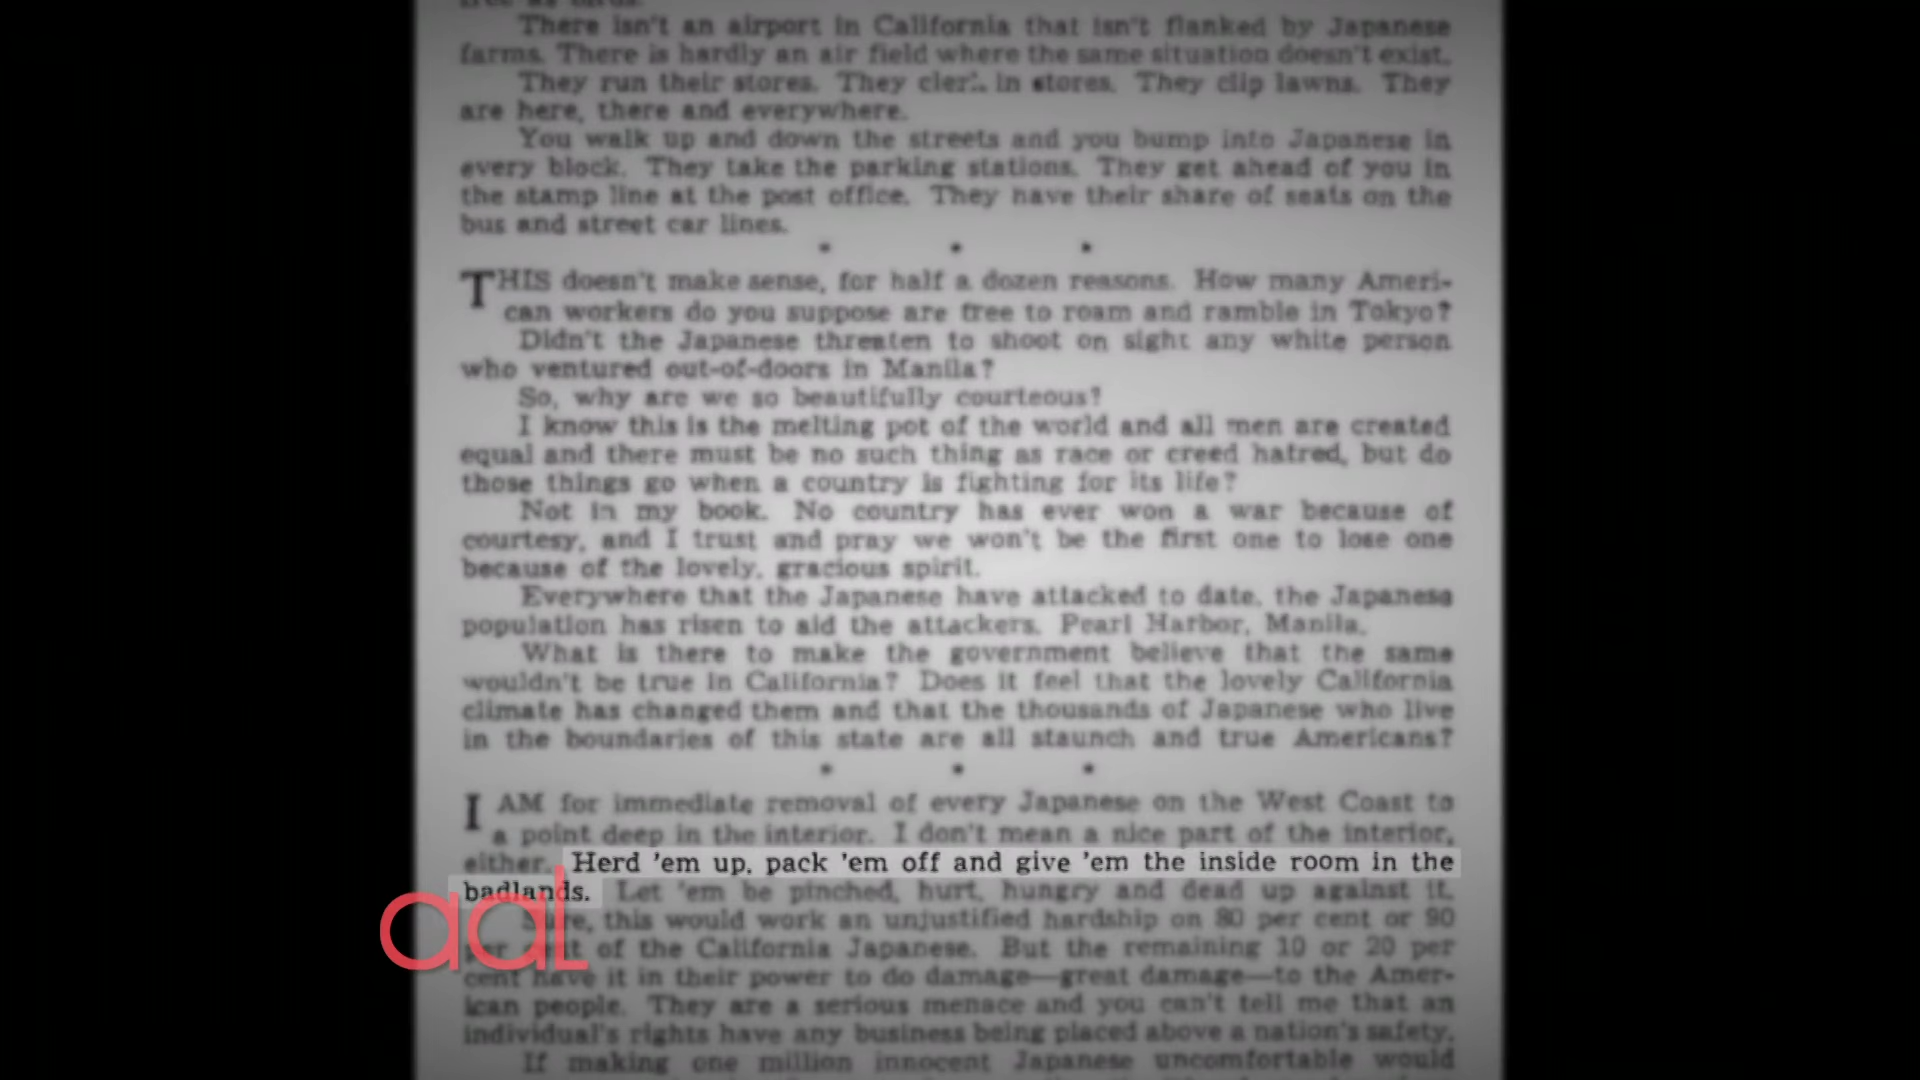 free as birds.
There isn't an airport in California that isn't flanked by Japanese
farms. There is hardly an air field where the same situation doesn't exist.
They run their stores. They clerk in stores. They clip lawns. They
are here, there and everywhere.
You walk up and down the streets and you bump into Japanese in
every block. They take the parking stations. They get ahead of you in
the stamp line at the post office. They have their share of seats on the
bus and street car lines.
THIS doesn't make sense, for half a dozen reasons. How many Ameri-
can workers do you suppose are free to roam and ramble in Tokyo?
Didn't the Japanese threaten to shoot on sight any white person
who ventured out-of-doors in Manila?
So, why are we so beautifully courteous?
I know this is the melting pot of the world and all men are created
equal and there must be no such thing as race or creed hatred, but do
those things go when a country is fighting for its life?
Not in my book. No country has ever won a war because of
courtesy, and I trust and pray we won't be the first one to lose one
because of the lovely, gracious spirit.
Everywhere that the Japanese have attacked to date, the Japanese
population has risen to aid the attackers. Pearl Harbor, Manila.
What is there to make the government believe that the same
wouldn't be true in California? Does it feel that the lovely California
climate has changed them and that the thousands of Japanese who live
in the boundaries of this state are all staunch and true Americans?
I AM for immediate removal of every Japanese on the West Coast to
a point deep in the interior. I don't mean a nice part of the interior,
either. Herd 'em up, pack 'em off and give 'em the inside room in the
badlands. Let 'em be pinched, hurt, hungry and dead up against it.
Sure, this would work an unjustified hardship on 80 per cent or 90
per cent of the California Japanese. But the remaining 10 or 20 per
cent have it in their power to do damage—great damage—to the Amer-
ican people. They are a serious menace and you can't tell me that an
individual's rights have any business being placed above a nation's safety.
If making one million innocent Japanese uncomfortable would
aal